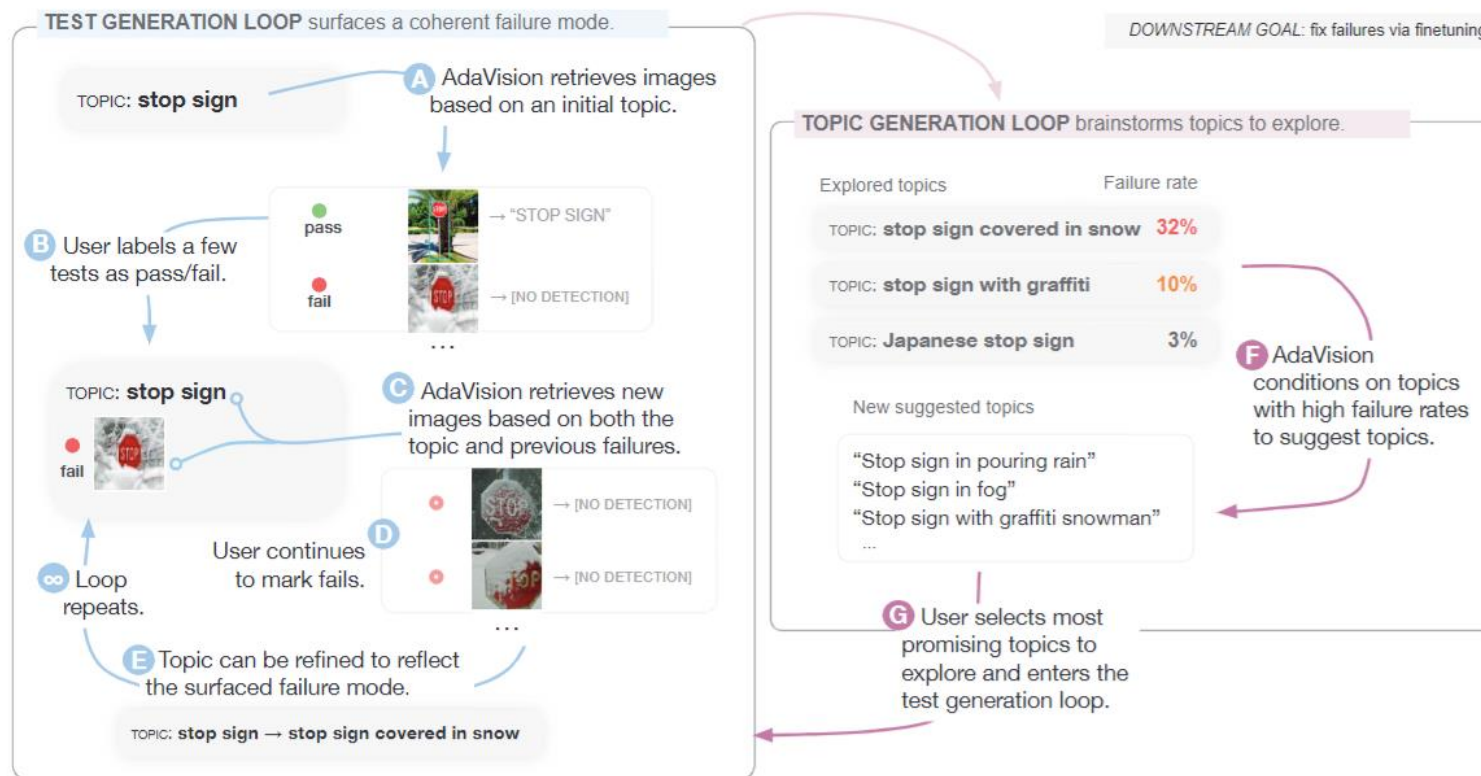 TEST GENERATION LOOP surfaces a coherent failure mode.
TOPIC: stop sign
A AdaVision retrieves images
based on an initial topic.
pass
STOP
→ "STOP SIGN"
fail
STOP
→ [NO DETECTION]
...
B User labels a few
tests as pass/fail.
TOPIC: stop sign
fail
STOP
C AdaVision retrieves new
images based on both the
topic and previous failures.
STOP
→ [NO DETECTION]
→ [NO DETECTION]
...
D
User continues
to mark fails.
∞ Loop
repeats.
E Topic can be refined to reflect
the surfaced failure mode.
TOPIC: stop sign → stop sign covered in snow
DOWNSTREAM GOAL: fix failures via finetuning
TOPIC GENERATION LOOP brainstorms topics to explore.
Explored topics Failure rate
TOPIC: stop sign covered in snow 32%
TOPIC: stop sign with graffiti 10%
TOPIC: Japanese stop sign 3%
F AdaVision
conditions on topics
with high failure rates
to suggest topics.
New suggested topics
"Stop sign in pouring rain"
"Stop sign in fog"
"Stop sign with graffiti snowman"
...
G User selects most
promising topics to
explore and enters the
test generation loop.